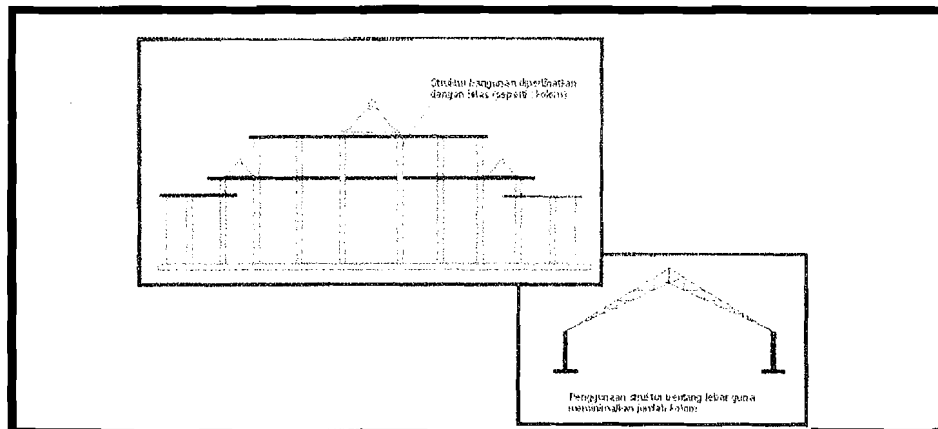 Struktur bangunan diperlihatkan
dengan jelas (seperti : kolom)
Penggunaan struktur bentang lebar guna
meminimalkan jumlah kolom